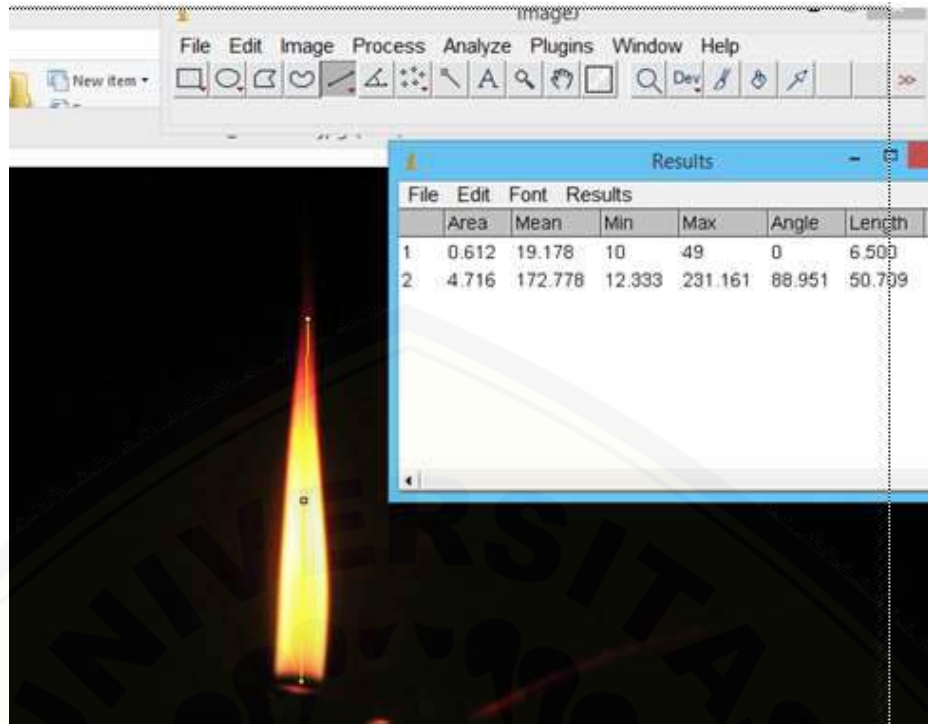 ImageJ
File Edit Image Process Analyze Plugins Window Help
New item
Dev
Results
File Edit Font Results
Area Mean Min Max Angle Length
1 0.612 19.178 10 49 0 6.500
2 4.716 172.778 12.333 231.161 88.951 50.709
UNIVERSITA